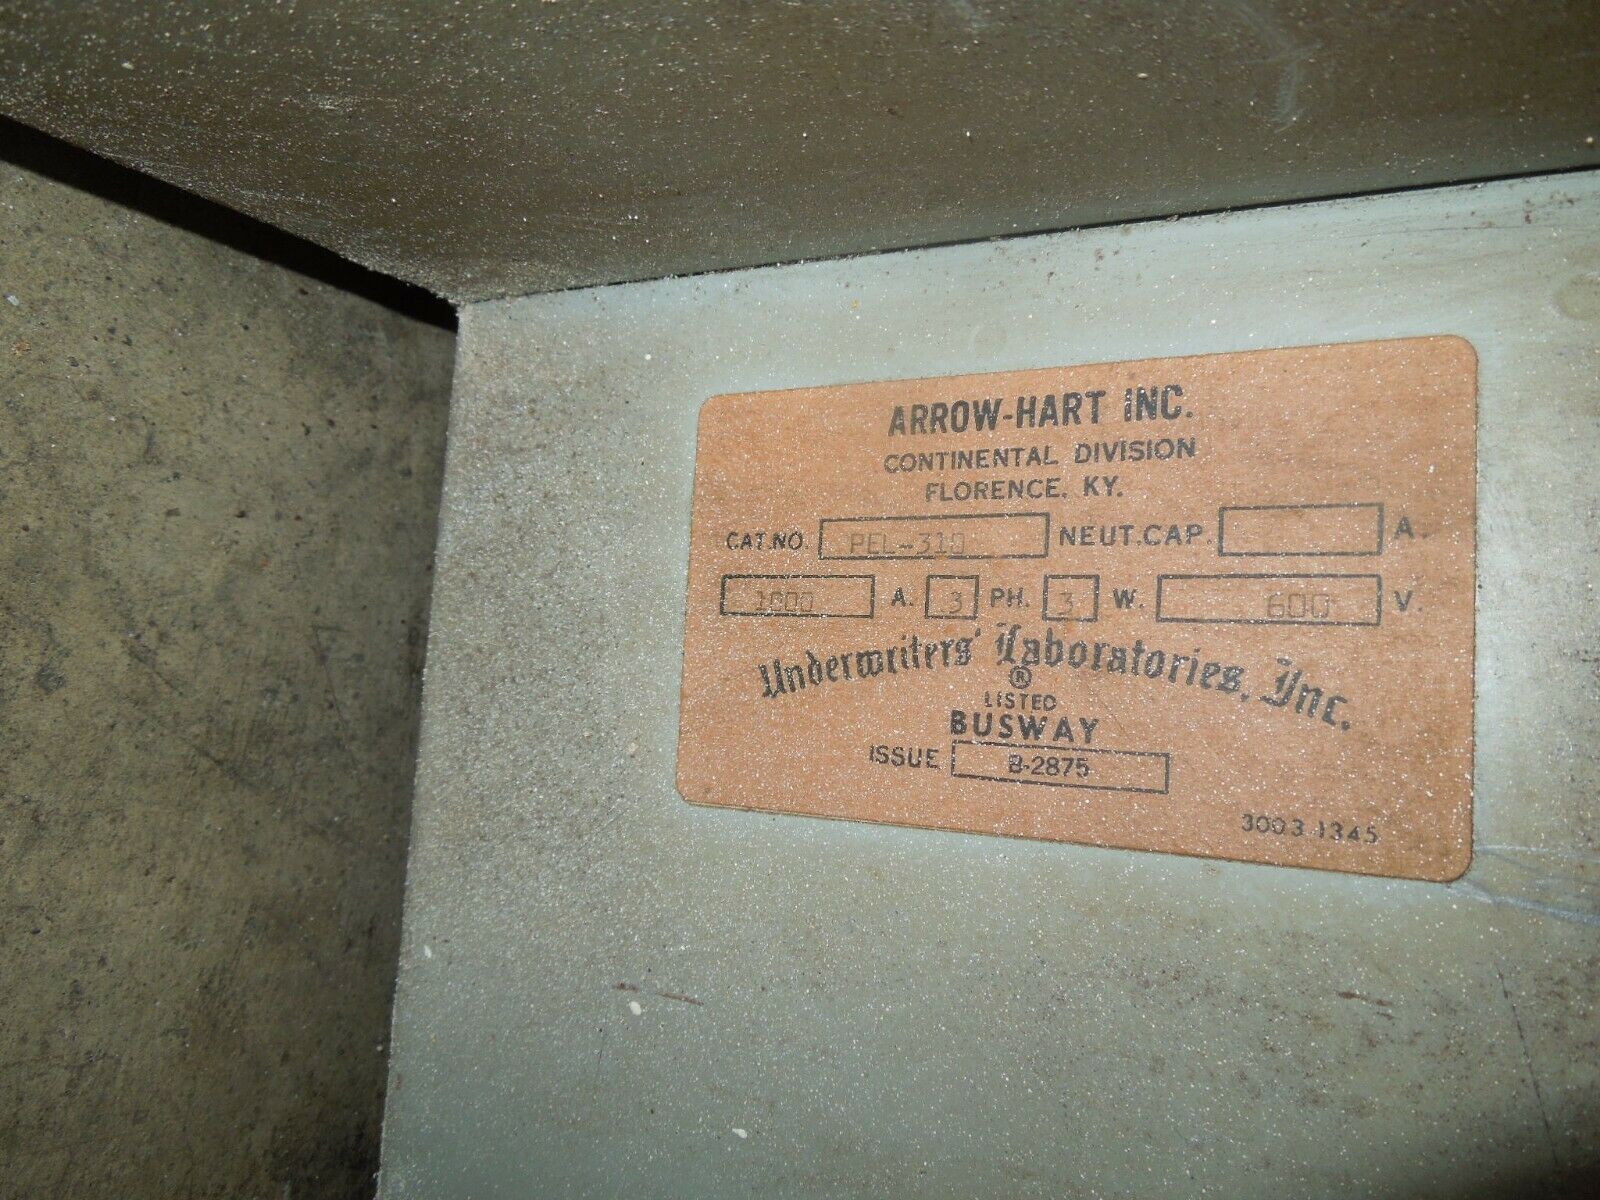 ARROW-HART INC.
CONTINENTAL DIVISION
FLORENCE, KY.
CAT.NO. PEL-310 NEUT.CAP. A.
1000 A. 3 PH. 3 W. 600 V.
Underwriters' Laboratories, Inc.
®
LISTED
BUSWAY
ISSUE B-2875
3003 1345